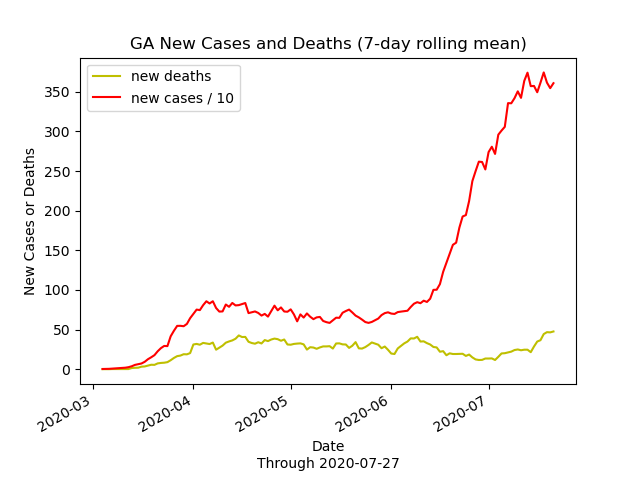 GA New Cases and Deaths (7-day rolling mean)
new deaths
new cases / 10
New Cases or Deaths
350
300
250
200
150
100
50
0
2020-03
2020-04
2020-05
2020-06
2020-07
Date
Through 2020-07-27